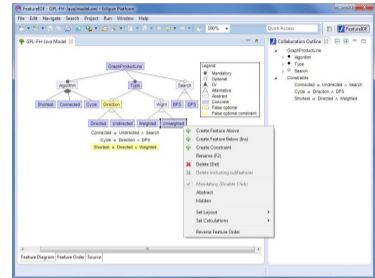 FeatureIDE - GPL-FH-Java/model.xml - Eclipse Platform
File Edit Navigate Search Project Run Window Help
100%
Quick Access
FeatureIDE
GPL-FH-Java Model
GraphProductLine
Algorithm
Type
Search
Shortest
Connected
Cycle
Direction
Weight
BFS
DFS
Directed
Undirected
Weighted
Unweighted
Connected ⇒ Undirected ∧ Search
Cycle ⇒ Direction ∧ DFS
Shortest ⇒ Directed ∧ Weighted
Legend
Mandatory
Optional
Or
Alternative
Abstract
Concrete
False optional
False optional constraint
Create Feature Above
Create Feature Below (Ins)
Create Constraint
Rename (F2)
Delete (Del)
Delete (including subfeatures)
Mandatory (Double Click)
Abstract
Hidden
Set Layout
Set Calculations
Reverse Feature Order
Feature Diagram Feature Order Source
Collaboration Outline
GraphProductLine
Algorithm
Type
Search
Constraints
Connected ⇒ Undirected ∧ Search
Cycle ⇒ Direction ∧ DFS
Shortest ⇒ Directed ∧ Weighted